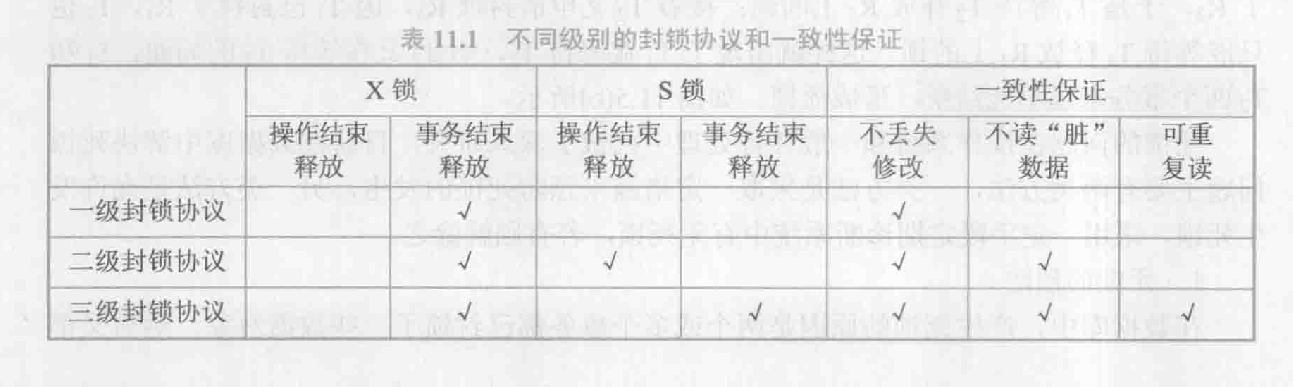 表 11.1 不同级别的封锁协议和一致性保证
X 锁 S 锁 一致性保证
操作结束释放 事务结束释放 操作结束释放 事务结束释放 不丢失修改 不读“脏”数据 可重复读
一级封锁协议 √ √
二级封锁协议 √ √ √ √
三级封锁协议 √ √ √ √ √